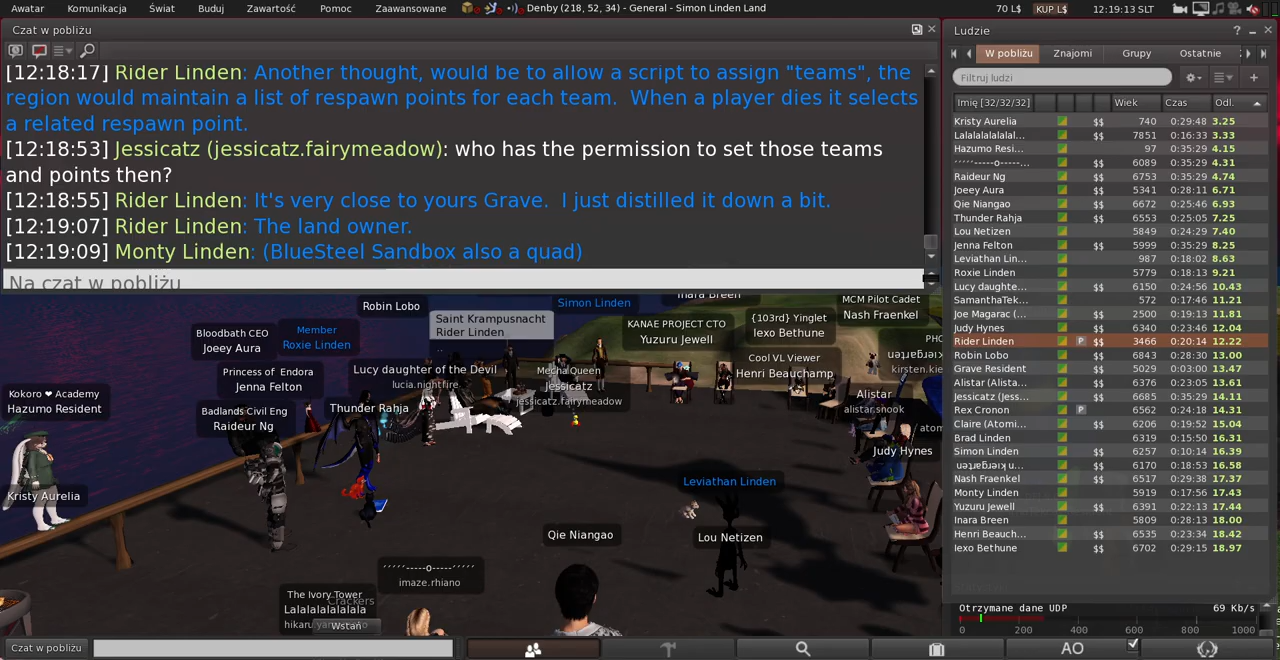 Awatar Komunikacja Świat Buduj Zawartość Pomoc Zaawansowane Denby (218, 52, 34) - General - Simon Linden Land 70 L$ KUP L$ 12:19:13 SLT
Czat w pobliżu
[12:18:17] Rider Linden: Another thought, would be to allow a script to assign "teams", the
region would maintain a list of respawn points for each team. When a player dies it selects
a related respawn point.
[12:18:53] Jessicatz (jessicatz.fairymeadow): who has the permission to set those teams
and points then?
[12:18:55] Rider Linden: It's very close to yours Grave. I just distilled it down a bit.
[12:19:07] Rider Linden: The land owner.
[12:19:09] Monty Linden: (BlueSteel Sandbox also a quad)
Na czat w pobliżu
Robin Lobo
Simon Linden
Inara Breen
MCM Pilot Cadet
Nash Fraenkel
Saint Krampusnacht
Rider Linden
KANAE PROJECT CTO
Yuzuru Jewell
{103rd} Yinglet
Iexo Bethune
Bloodbath CEO
Joeey Aura
Member
Roxie Linden
Cool VL Viewer
Henri Beauchamp
kirsten.kie
Princess of Endora
Jenna Felton
Lucy daughter of the Devil
lucia.nightfire
Mecha Queen
Jessicatz
jessicatz.fairymeadow
Kokoro ❤ Academy
Hazumo Resident
Badlands Civil Eng
Raideur Ng
Thunder Rahja
Alistar
alistar.snook
atom
Judy Hynes
Kristy Aurelia
Leviathan Linden
Qie Niangao
Lou Netizen
´´´´´-----o-----´´´´´
imaze.rhiano
The Ivory Tower
Crackers
Lalalalalalalala
Wstań
Ludzie
W pobliżu Znajomi Grupy Ostatnie
Filtruj ludzi
Imię [32/32/32] Wiek Czas Odl.
Kristy Aurelia 740 0:29:48 3.25
Lalalalalalal... $$ 7851 0:16:33 3.33
Hazumo Resi... 97 0:35:29 4.15
´´´´´-----o-----... $$ 6089 0:35:29 4.31
Raideur Ng $$ 6753 0:35:29 4.74
Joeey Aura $$ 5341 0:28:11 6.71
Qie Niangao $$ 6672 0:25:46 6.93
Thunder Rahja $$ 6553 0:25:05 7.25
Lou Netizen 5849 0:24:29 7.40
Jenna Felton $$ 5999 0:35:29 8.25
Leviathan Lin... 987 0:18:02 8.63
Roxie Linden 5779 0:18:13 9.21
Lucy daughte... $$ 6150 0:24:56 10.43
SamanthaTek... 572 0:17:46 11.21
Joe Magarac (... $$ 2500 0:19:13 11.81
Judy Hynes $$ 6340 0:23:46 12.04
Rider Linden P $$ 3466 0:20:14 12.22
Robin Lobo $$ 6843 0:28:30 13.00
Grave Resident $$ 5029 0:03:00 13.47
Alistar (Alista... $$ 6376 0:23:05 13.61
Jessicatz (Jess... $$ 6685 0:35:29 14.11
Rex Cronon P 6562 0:24:18 14.31
Claire (Atomi... $$ 6206 0:19:52 15.04
Brad Linden 6319 0:15:50 16.31
Simon Linden $$ 6257 0:10:14 16.39
$$ 6170 0:18:53 16.58
Nash Fraenkel $$ 6517 0:29:38 17.37
Monty Linden 5919 0:17:56 17.43
Yuzuru Jewell $$ 6391 0:22:13 17.44
Inara Breen 5809 0:28:13 18.00
Henri Beauch... $$ 6535 0:23:34 18.42
Iexo Bethune $$ 6702 0:29:15 18.97
Otrzymane dane UDP 69 Kb/s
0 200 400 600 800 1000
Czat w pobliżu AO